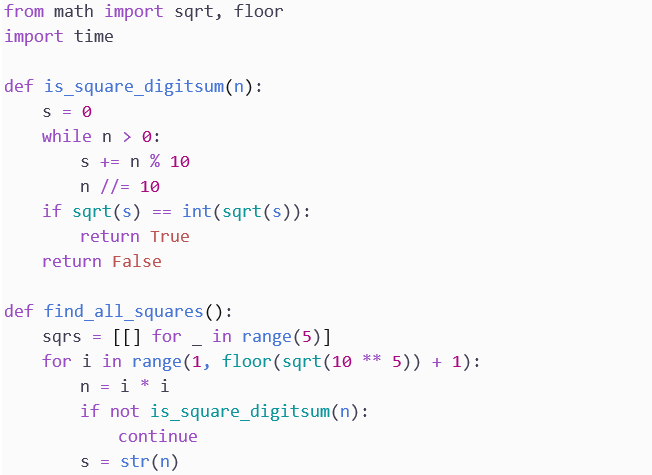 from math import sqrt, floor
import time

def is_square_digitsum(n):
    s = 0
    while n > 0:
        s += n % 10
        n //= 10
    if sqrt(s) == int(sqrt(s)):
        return True
    return False

def find_all_squares():
    sqrs = [[] for _ in range(5)]
    for i in range(1, floor(sqrt(10 ** 5)) + 1):
        n = i * i
        if not is_square_digitsum(n):
            continue
        s = str(n)